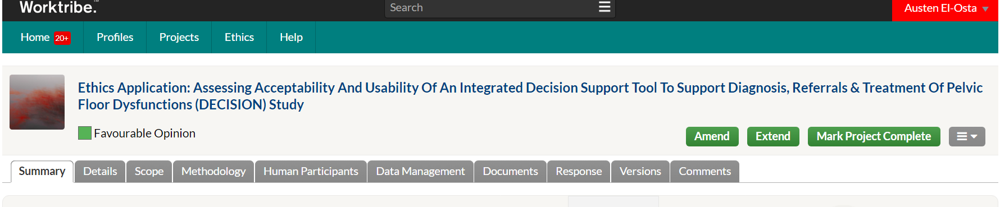 Worktribe.™
Search
Austen El-Osta
Home 20+ Profiles Projects Ethics Help
Ethics Application: Assessing Acceptability And Usability Of An Integrated Decision Support Tool To Support Diagnosis, Referrals & Treatment Of Pelvic
Floor Dysfunctions (DECISION) Study
Favourable Opinion
Amend Extend Mark Project Complete
Summary Details Scope Methodology Human Participants Data Management Documents Response Versions Comments